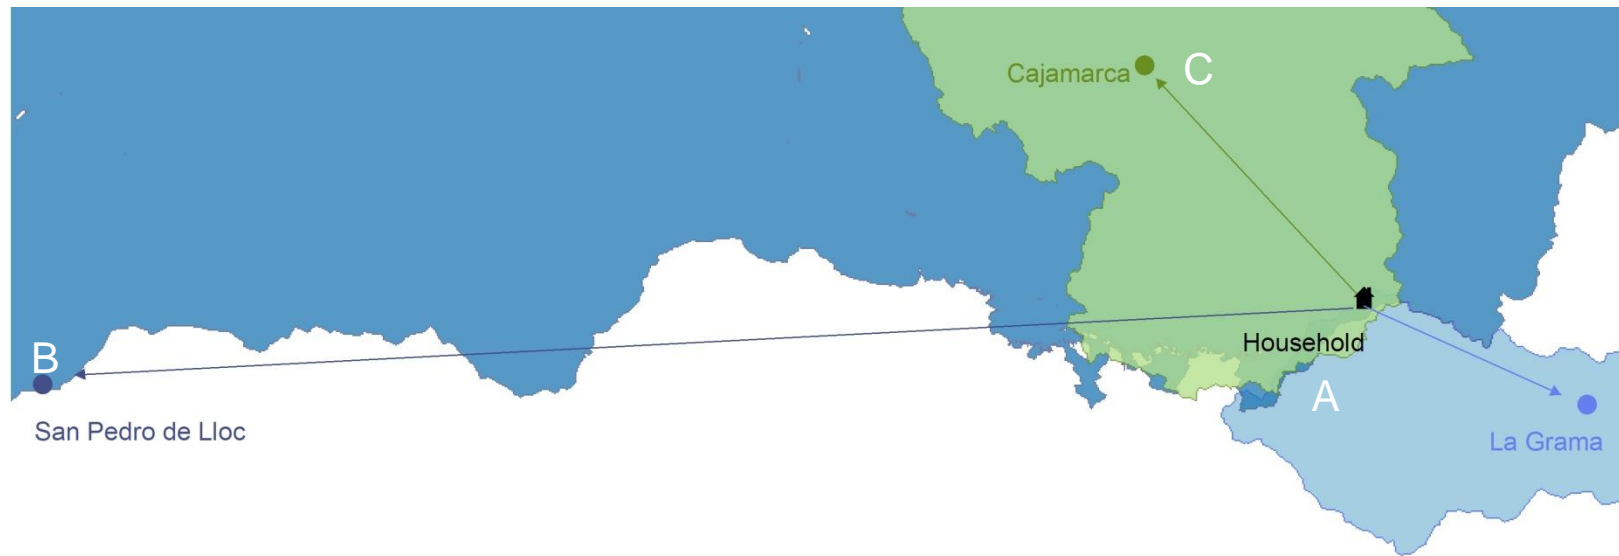 Cajamarca
C
Household
B
A
San Pedro de Lloc
La Grama